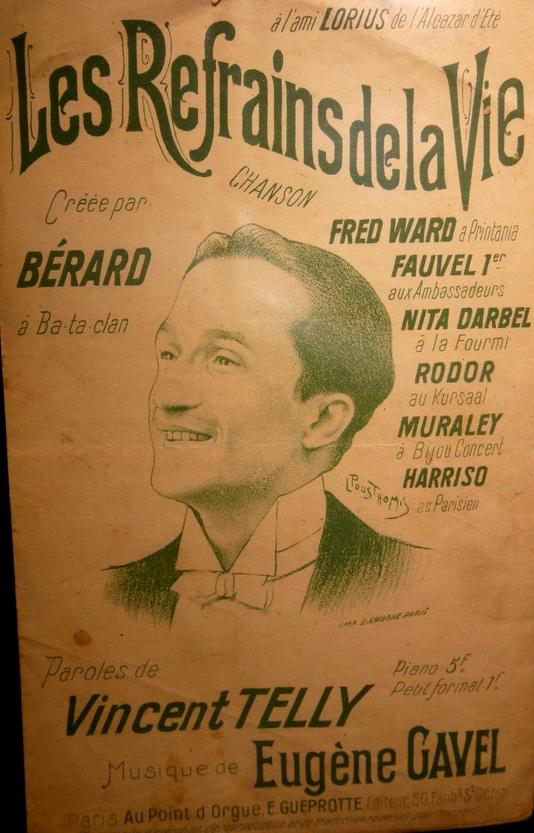 à l'ami LORIUS de l'Alcazar d'Eté
Les Refrains de la Vie
CHANSON
Créée par
BÉRARD
à Ba-ta-clan
FRED WARD à Printania
FAUVEL 1er
aux Ambassadeurs
NITA DARBEL
à la Fourmi
RODOR
au Kursaal
MURALEY
à Bijou Concert
HARRISO
au Parisien
POUSTHOMIS
IMP. PARIS
Paroles de
Vincent TELLY
Piano 5f.
Petit format 1f.
Musique de Eugène GAVEL
Paris, Au Point d'Orgue, E. GUEPROTTE Editeur, 50, Faubg St Denis